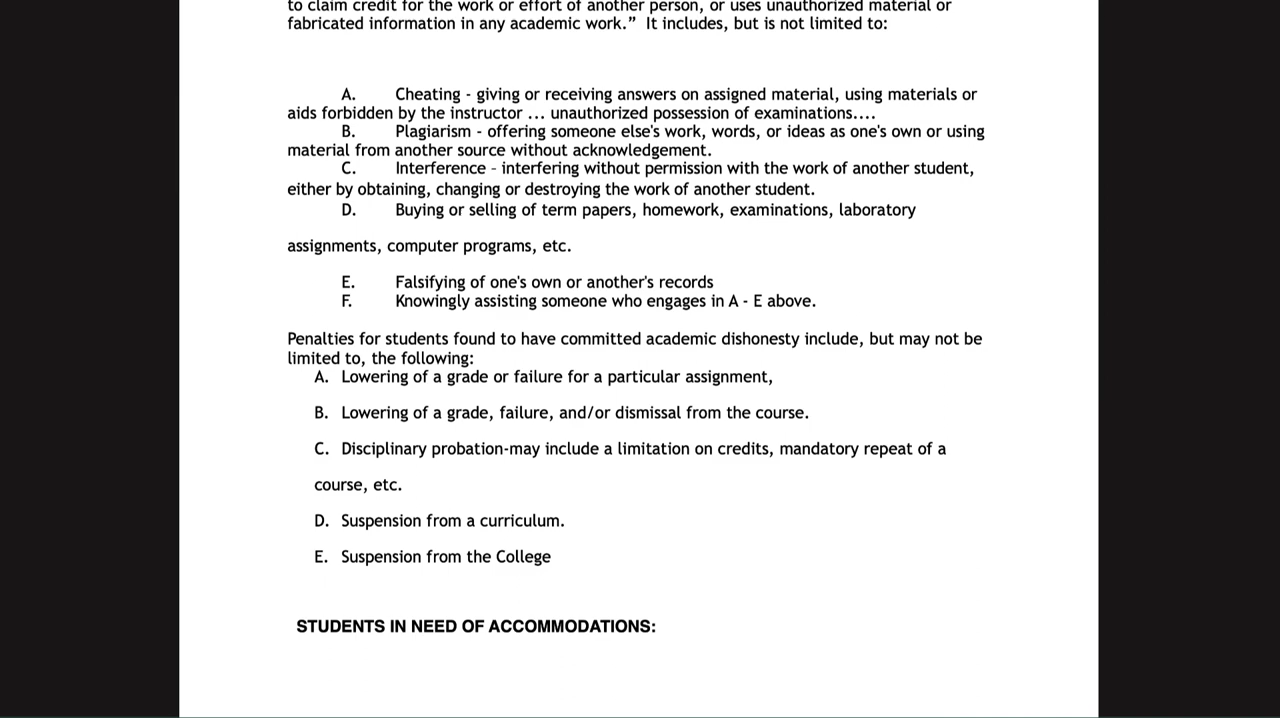 to claim credit for the work or effort of another person, or uses unauthorized material or
fabricated information in any academic work.” It includes, but is not limited to:
A. Cheating - giving or receiving answers on assigned material, using materials or
aids forbidden by the instructor ... unauthorized possession of examinations....
B. Plagiarism - offering someone else's work, words, or ideas as one's own or using
material from another source without acknowledgement.
C. Interference - interfering without permission with the work of another student,
either by obtaining, changing or destroying the work of another student.
D. Buying or selling of term papers, homework, examinations, laboratory
assignments, computer programs, etc.
E. Falsifying of one's own or another's records
F. Knowingly assisting someone who engages in A - E above.
Penalties for students found to have committed academic dishonesty include, but may not be
limited to, the following:
A. Lowering of a grade or failure for a particular assignment,
B. Lowering of a grade, failure, and/or dismissal from the course.
C. Disciplinary probation-may include a limitation on credits, mandatory repeat of a
course, etc.
D. Suspension from a curriculum.
E. Suspension from the College
STUDENTS IN NEED OF ACCOMMODATIONS: